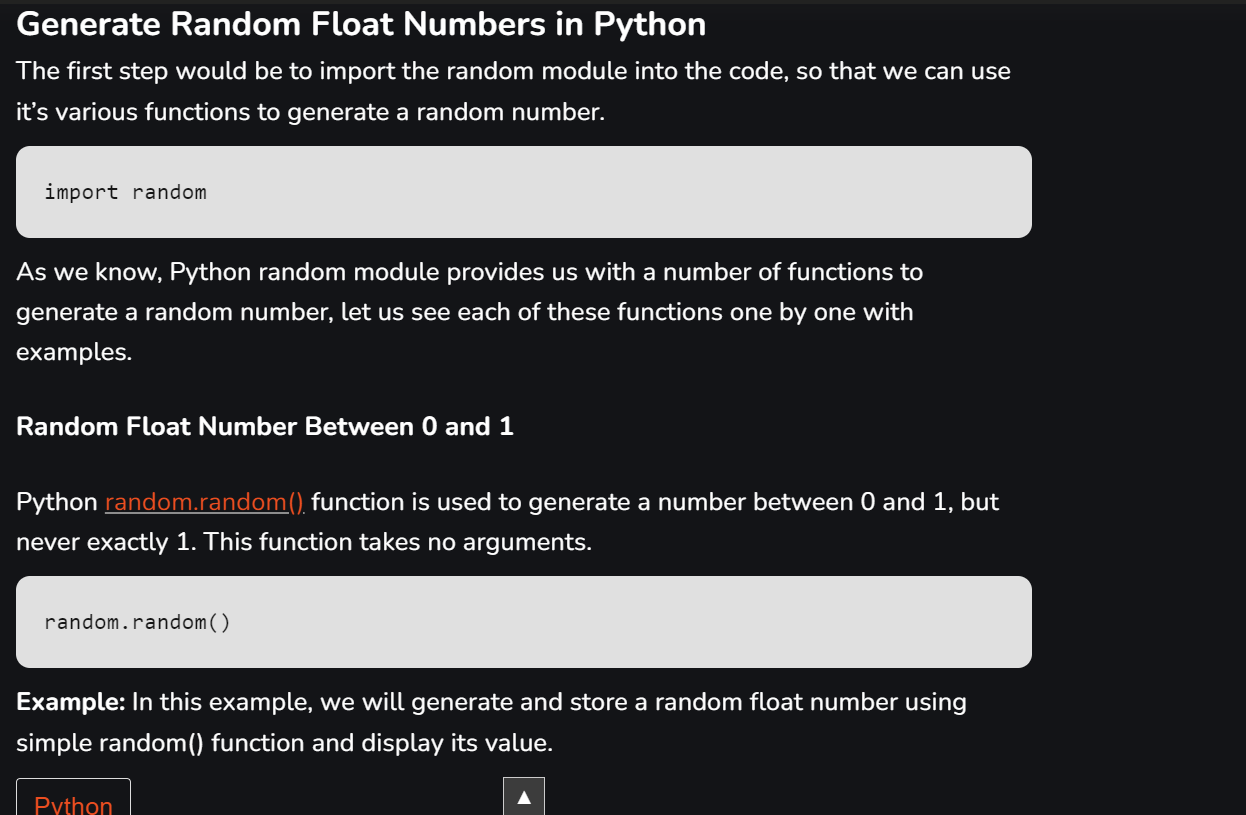 Generate Random Float Numbers in Python
The first step would be to import the random module into the code, so that we can use
it’s various functions to generate a random number.
import random
As we know, Python random module provides us with a number of functions to
generate a random number, let us see each of these functions one by one with
examples.
Random Float Number Between 0 and 1
Python random.random() function is used to generate a number between 0 and 1, but
never exactly 1. This function takes no arguments.
random.random()
Example: In this example, we will generate and store a random float number using
simple random() function and display its value.
Python